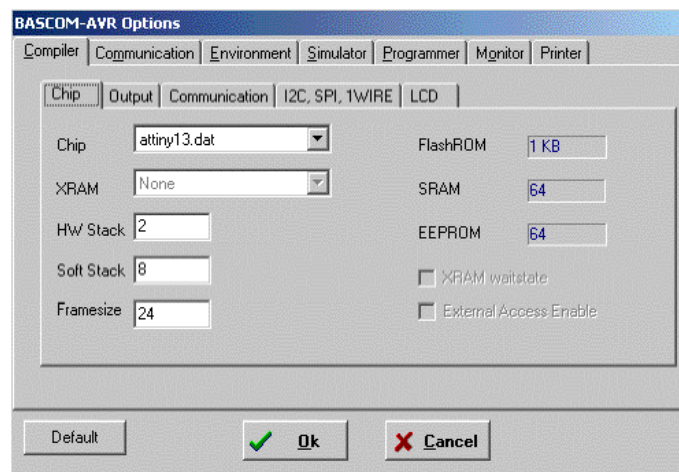 BASCOM-AVR Options
Compiler Communication Environment Simulator Programmer Monitor Printer
Chip Output Communication I2C, SPI, 1WIRE LCD
Chip attiny13.dat FlashROM 1 KB
XRAM None SRAM 64
HW Stack 2 EEPROM 64
Soft Stack 8 XRAM waitstate
Framesize 24 External Access Enable
Default Ok Cancel